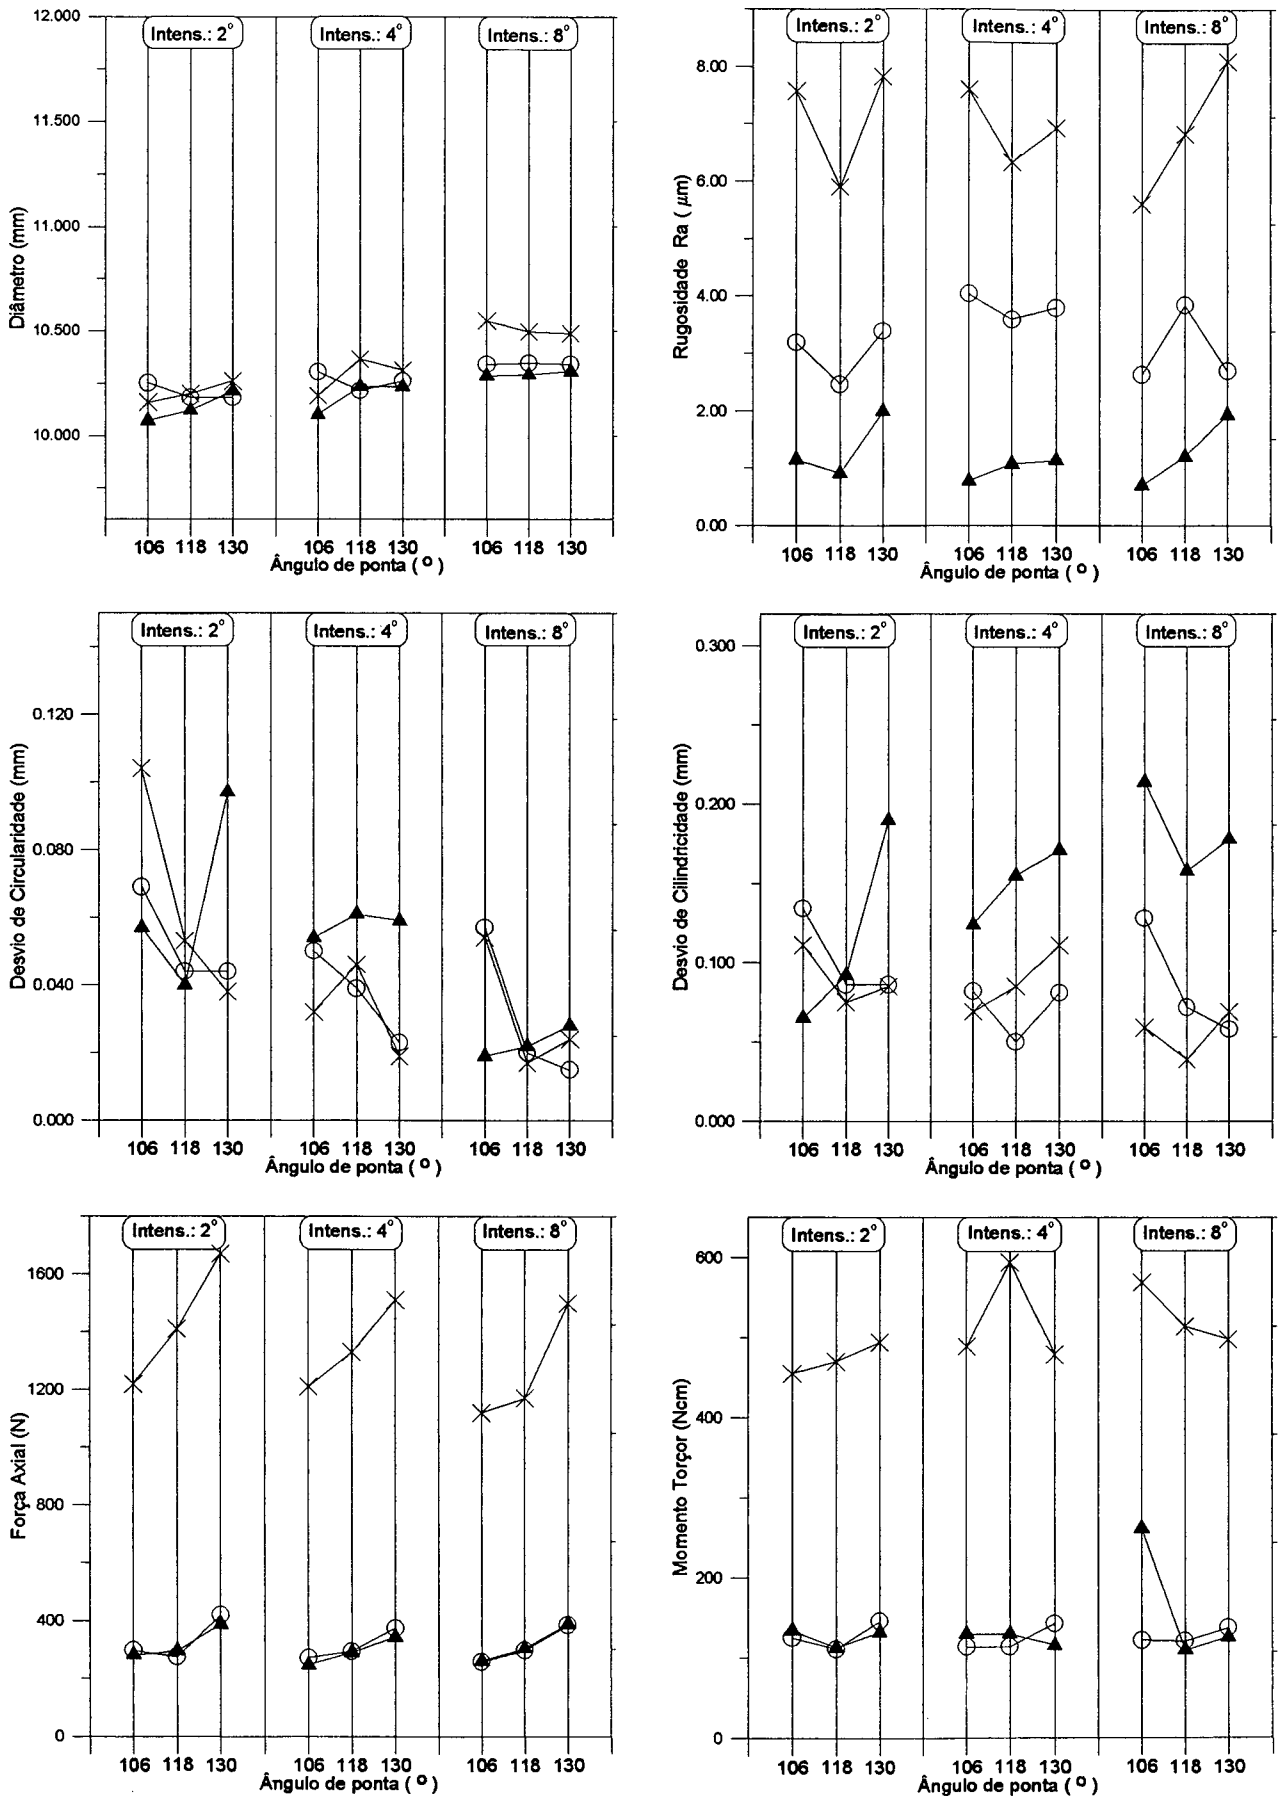 Intens.: 2° Intens.: 4° Intens.: 8°
12.000
11.500
11.000
10.500
10.000
Diâmetro (mm)
106 118 130 106 118 130 106 118 130
Ângulo de ponta ( ° )
Intens.: 2° Intens.: 4° Intens.: 8°
8.00
6.00
4.00
2.00
0.00
Rugosidade Ra ( µm)
106 118 130 106 118 130 106 118 130
Ângulo de ponta ( ° )
Intens.: 2° Intens.: 4° Intens.: 8°
0.120
0.080
0.040
0.000
Desvio de Circularidade (mm)
106 118 130 106 118 130 106 118 130
Ângulo de ponta ( ° )
Intens.: 2° Intens.: 4° Intens.: 8°
0.300
0.200
0.100
0.000
Desvio de Cilindricidade (mm)
106 118 130 106 118 130 106 118 130
Ângulo de ponta ( ° )
Intens.: 2° Intens.: 4° Intens.: 8°
1600
1200
800
400
0
Força Axial (N)
106 118 130 106 118 130 106 118 130
Ângulo de ponta ( ° )
Intens.: 2° Intens.: 4° Intens.: 8°
600
400
200
0
Momento Torçor (Ncm)
106 118 130 106 118 130 106 118 130
Ângulo de ponta ( ° )